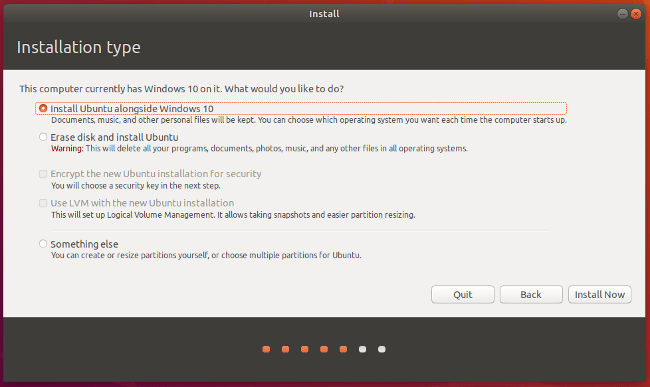 Install
Installation type
This computer currently has Windows 10 on it. What would you like to do?
Install Ubuntu alongside Windows 10
Documents, music, and other personal files will be kept. You can choose which operating system you want each time the computer starts up.
Erase disk and install Ubuntu
Warning: This will delete all your programs, documents, photos, music, and any other files in all operating systems.
Encrypt the new Ubuntu installation for security
You will choose a security key in the next step.
Use LVM with the new Ubuntu installation
This will set up Logical Volume Management. It allows taking snapshots and easier partition resizing.
Something else
You can create or resize partitions yourself, or choose multiple partitions for Ubuntu.
Quit Back Install Now